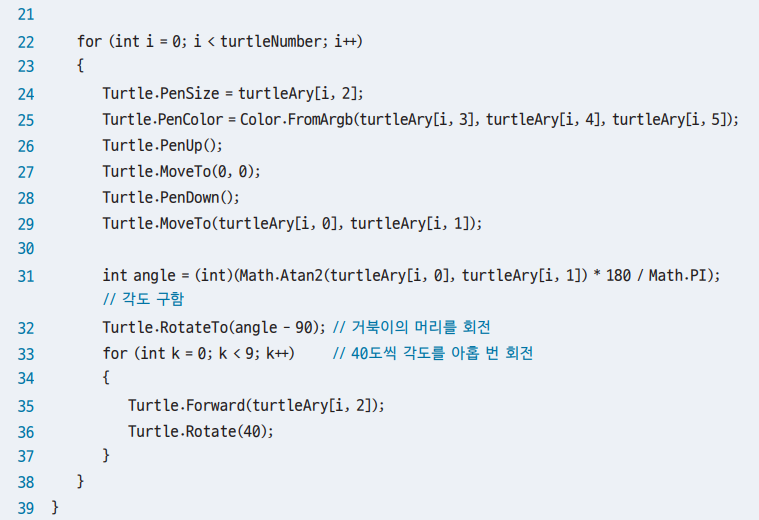 21
22 for (int i = 0; i < turtleNumber; i++)
23 {
24 Turtle.PenSize = turtleAry[i, 2];
25 Turtle.PenColor = Color.FromArgb(turtleAry[i, 3], turtleAry[i, 4], turtleAry[i, 5]);
26 Turtle.PenUp();
27 Turtle.MoveTo(0, 0);
28 Turtle.PenDown();
29 Turtle.MoveTo(turtleAry[i, 0], turtleAry[i, 1]);
30
31 int angle = (int)(Math.Atan2(turtleAry[i, 0], turtleAry[i, 1]) * 180 / Math.PI);
// 각도 구함
32 Turtle.RotateTo(angle - 90); // 거북이의 머리를 회전
33 for (int k = 0; k < 9; k++) // 40도씩 각도를 아홉 번 회전
34 {
35 Turtle.Forward(turtleAry[i, 2]);
36 Turtle.Rotate(40);
37 }
38 }
39 }